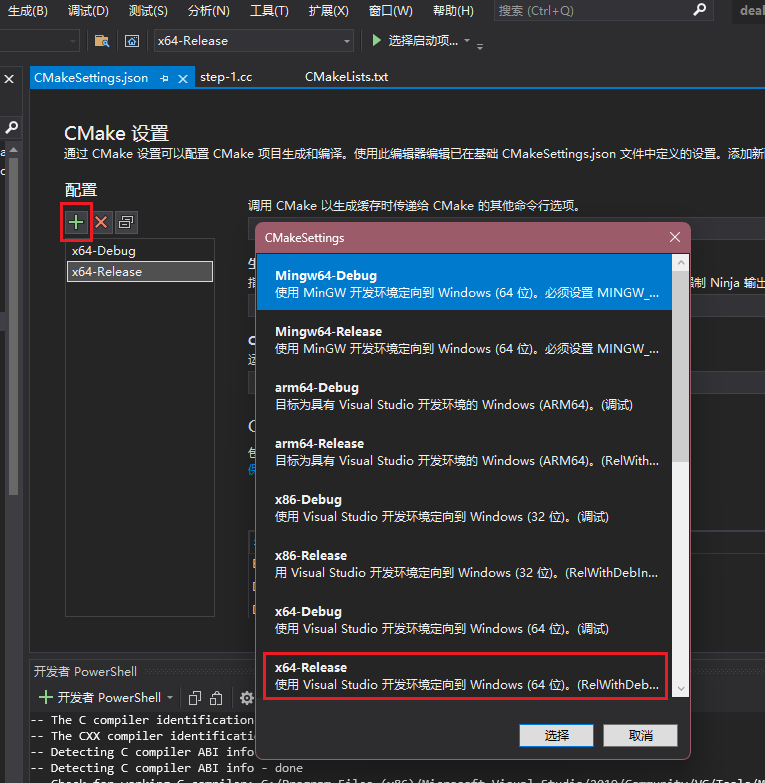 生成(B) 调试(D) 测试(S) 分析(N) 工具(T) 扩展(X) 窗口(W) 帮助(H) 搜索 (Ctrl+Q) deal
x64-Release 选择启动项...
CMakeSettings.json step-1.cc CMakeLists.txt
CMake 设置
通过 CMake 设置可以配置 CMake 项目生成和编译。使用此编辑器编辑已在基础 CMakeSettings.json 文件中定义的设置。添加新
配置
调用 CMake 以生成缓存时传递给 CMake 的其他命令行选项。
x64-Debug
x64-Release
CMakeSettings
Mingw64-Debug
使用 MinGW 开发环境定向到 Windows (64 位)。必须设置 MINGW_...
制 Ninja 输出
Mingw64-Release
使用 MinGW 开发环境定向到 Windows (64 位)。必须设置 MINGW_...
arm64-Debug
目标为具有 Visual Studio 开发环境的 Windows (ARM64)。(调试)
arm64-Release
目标为具有 Visual Studio 开发环境的 Windows (ARM64)。(RelWith...
x86-Debug
使用 Visual Studio 开发环境定向到 Windows (32 位)。(调试)
x86-Release
用 Visual Studio 开发环境定向到 Windows (32 位)。(RelWithDebIn...
x64-Debug
使用 Visual Studio 开发环境定向到 Windows (64 位)。(调试)
x64-Release
使用 Visual Studio 开发环境定向到 Windows (64 位)。(RelWithDeb...
选择 取消
开发者 PowerShell
开发者 PowerShell
-- The C compiler identification
-- The CXX compiler identificatio
-- Detecting C compiler ABI info
-- Detecting C compiler ABI info - done